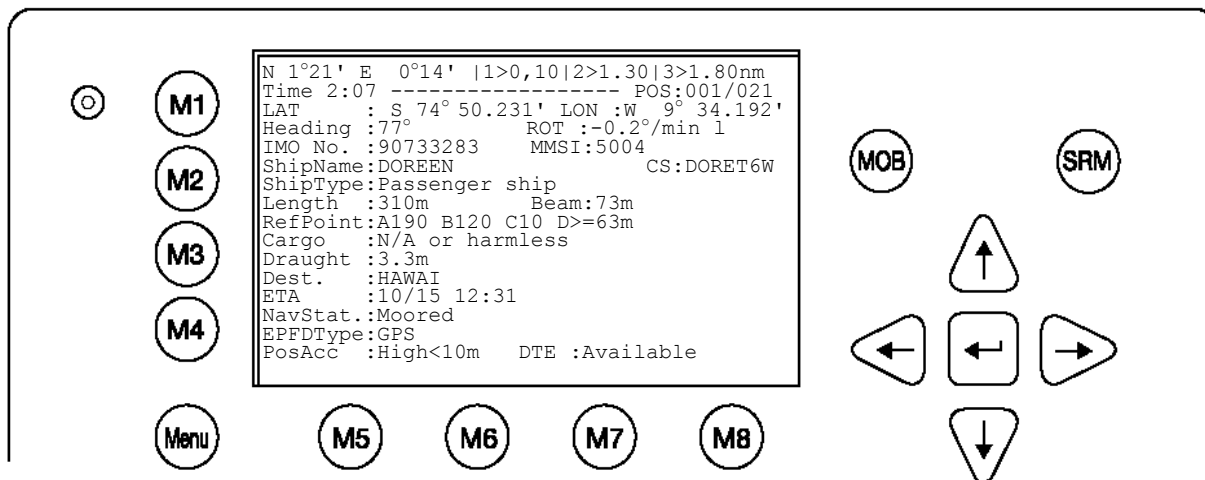 N 1°21' E 0°14' |1>0,10|2>1.30|3>1.80nm
Time 2:07 ------------------ POS:001/021
LAT : S 74° 50.231' LON :W 9° 34.192'
Heading :77° ROT :-0.2°/min l
IMO No. :90733283 MMSI:5004
ShipName:DOREEN CS:DORET6W
ShipType:Passenger ship
Length :310m Beam:73m
RefPoint:A190 B120 C10 D>=63m
Cargo :N/A or harmless
Draught :3.3m
Dest. :HAWAI
ETA :10/15 12:31
NavStat.:Moored
EPFDType:GPS
PosAcc :High<10m DTE :Available
M1
M2
M3
M4
MOB
SRM
Menu
M5
M6
M7
M8